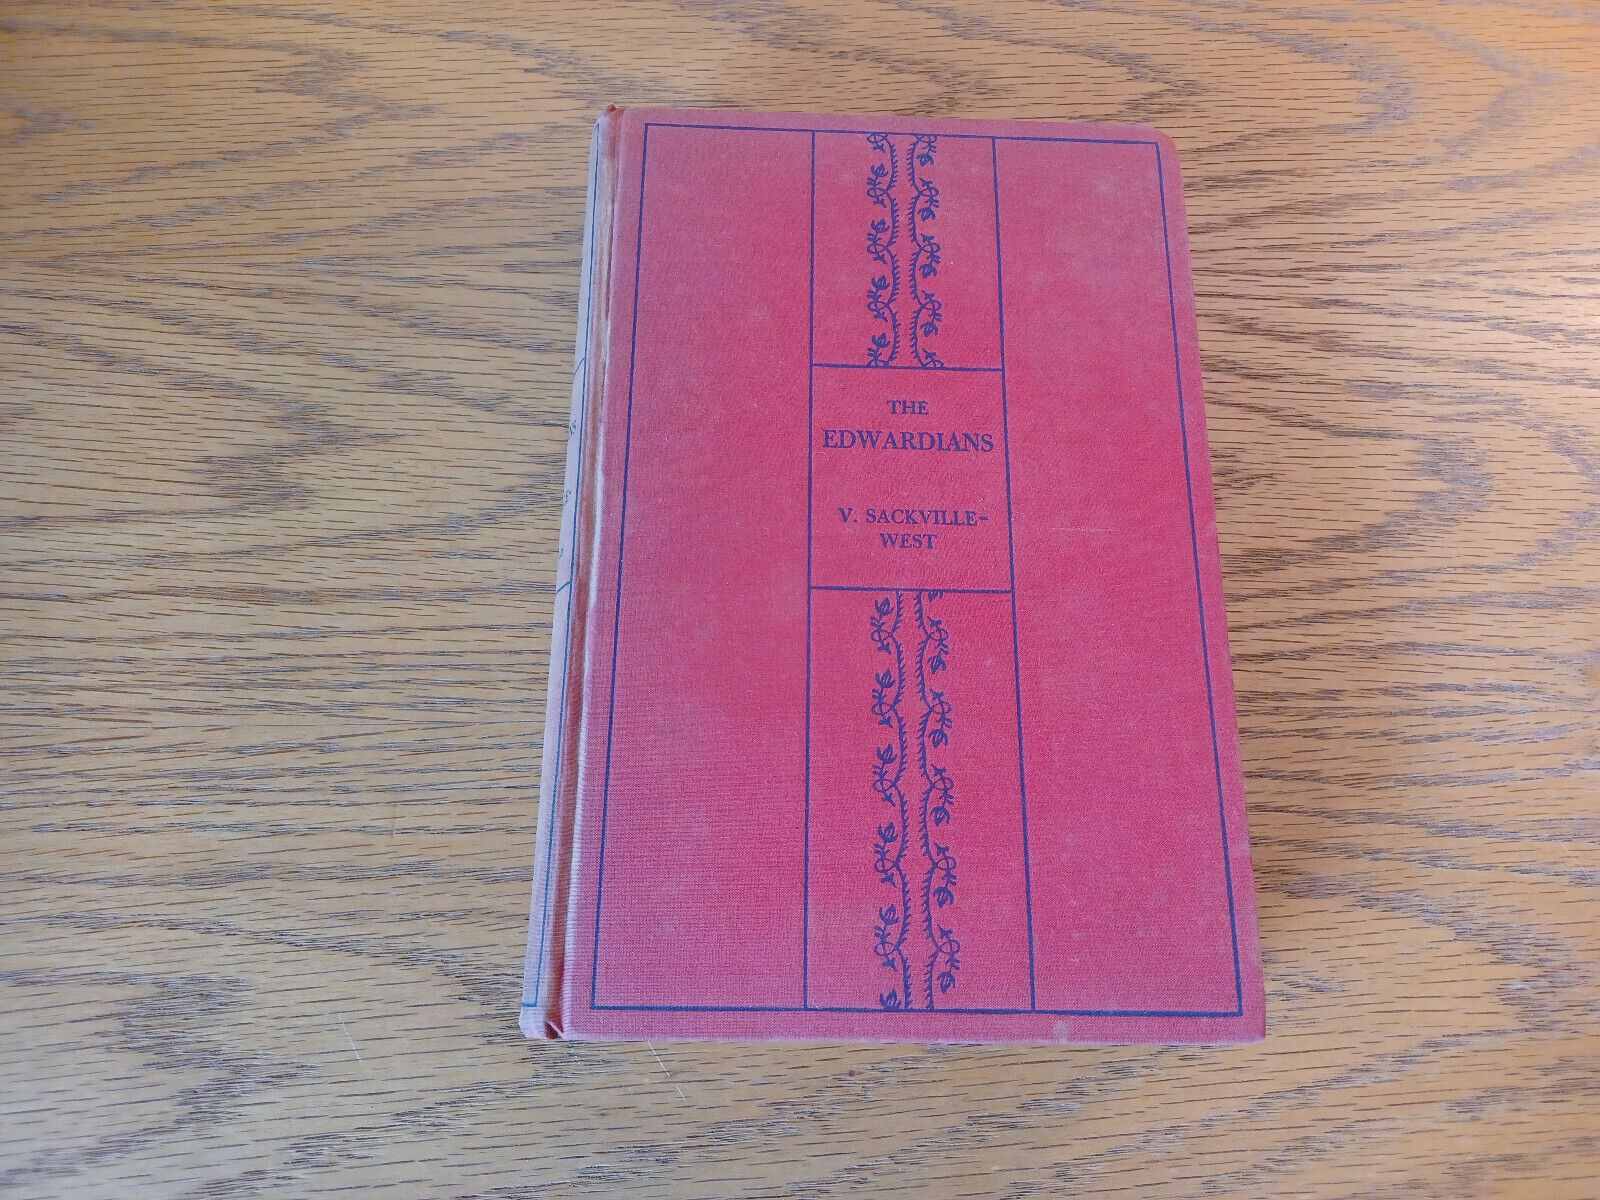 THE
EDWARDIANS
V. SACKVILLE-
WEST